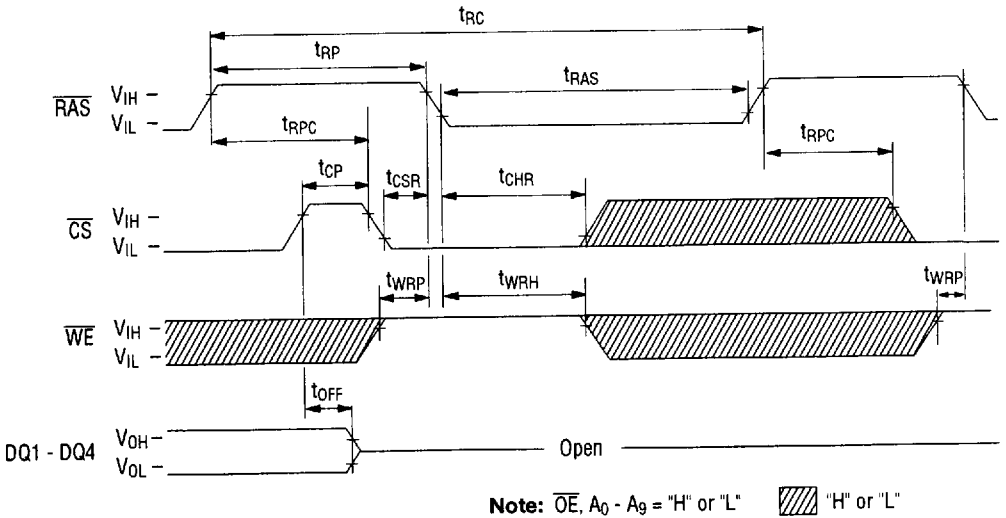 tRC
tRP
tRAS
RAS
VIH
VIL
tRPC
tRPC
tCP
tCSR
tCHR
CS
VIH
VIL
tWRP
tWRH
tWRP
WE
VIH
VIL
tOFF
DQ1 - DQ4
VOH
VOL
Open
Note: OE, A0 - A9 = "H" or "L"
"H" or "L"